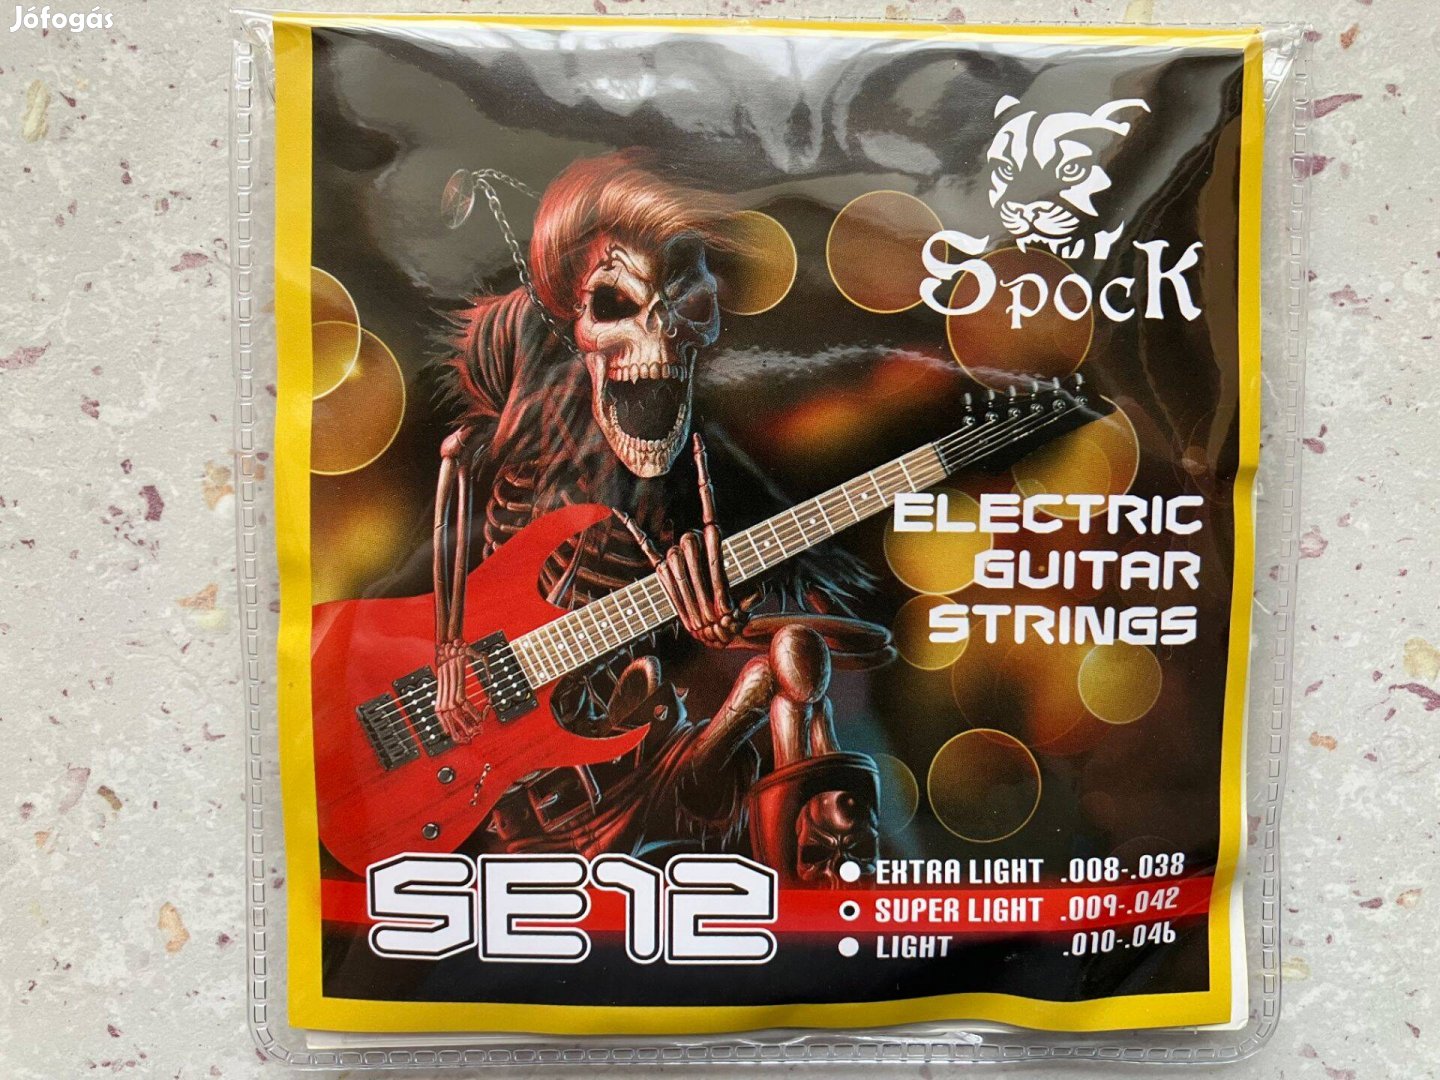 Jófogás
Spock
ELECTRIC
GUITAR
STRINGS
SE12
EXTRA LIGHT .008-.038
SUPER LIGHT .009-.042
LIGHT .010-.046